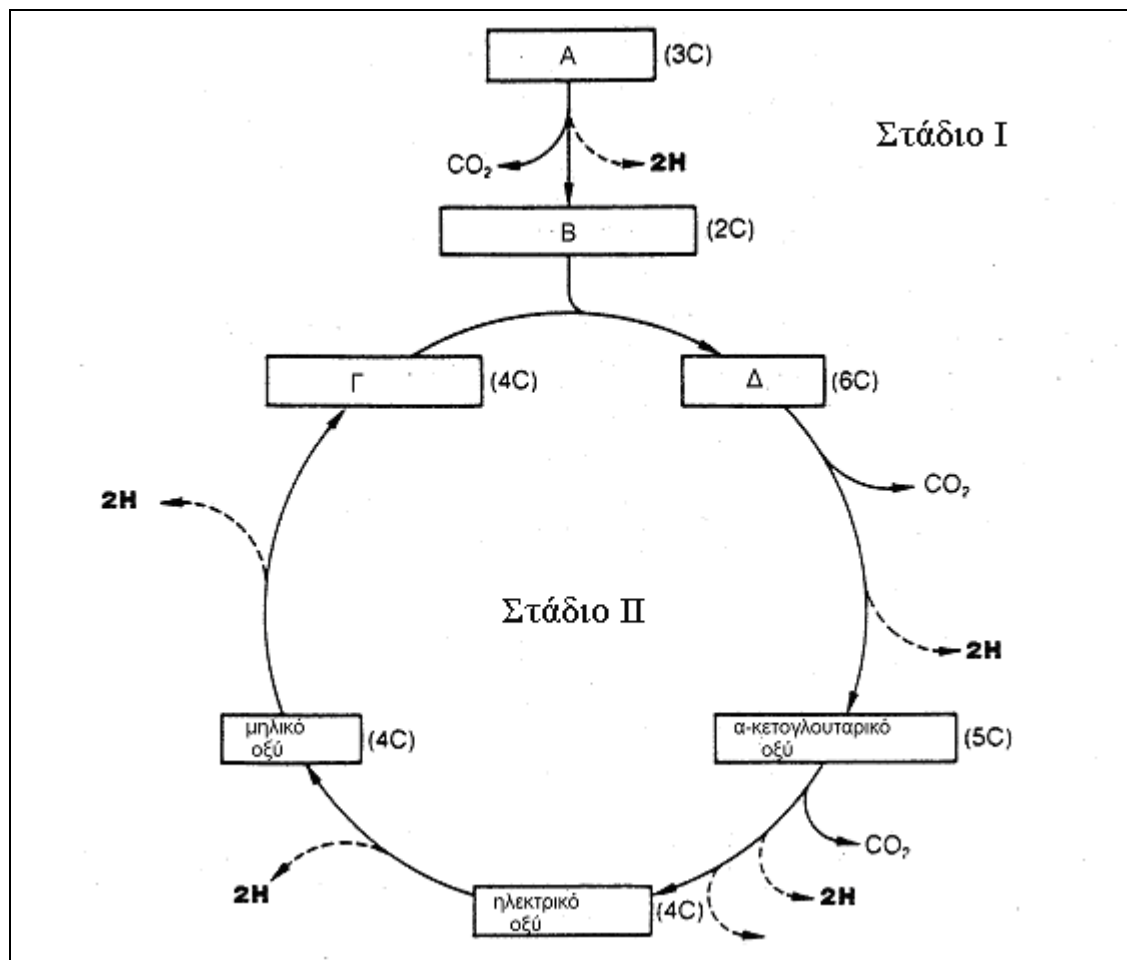 Α (3C)
Στάδιο Ι
CO₂ 2H
Β (2C)
Γ (4C) Δ (6C)
CO₂
2H
Στάδιο ΙΙ
2H
μηλικό
οξύ
(4C)
α-κετογλουταρικό
οξύ
(5C)
CO₂
2H
2H
ηλεκτρικό
οξύ
(4C)